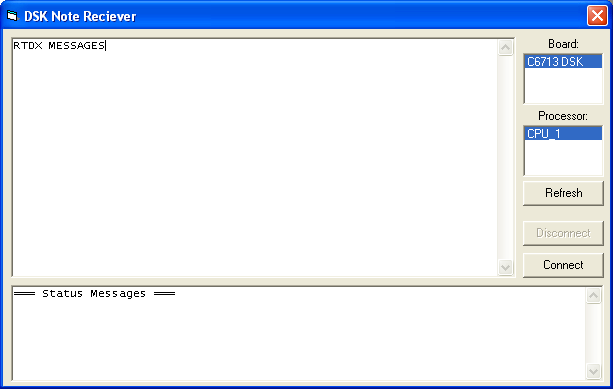 DSK Note Reciever
RTDX MESSAGES
Board:
C6713 DSK
Processor:
CPU_1
Refresh
Disconnect
Connect
=== Status Messages ===